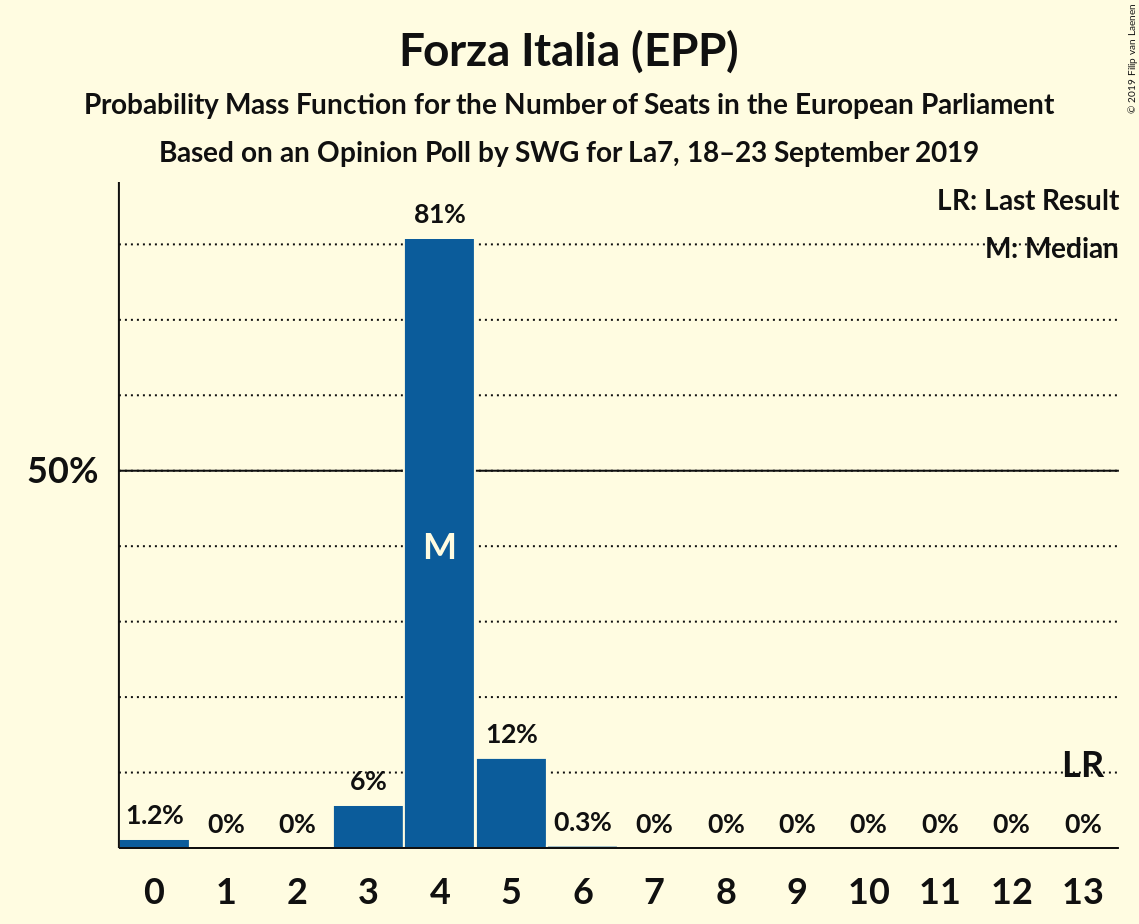 Forza Italia (EPP)
Probability Mass Function for the Number of Seats in the European Parliament
Based on an Opinion Poll by SWG for La7, 18–23 September 2019
© 2019 Filip van Laenen
LR: Last Result
M: Median
81%
50%
M
12%
LR
6%
1.2% 0% 0% 0.3% 0% 0% 0% 0% 0% 0% 0%
0 1 2 3 4 5 6 7 8 9 10 11 12 13